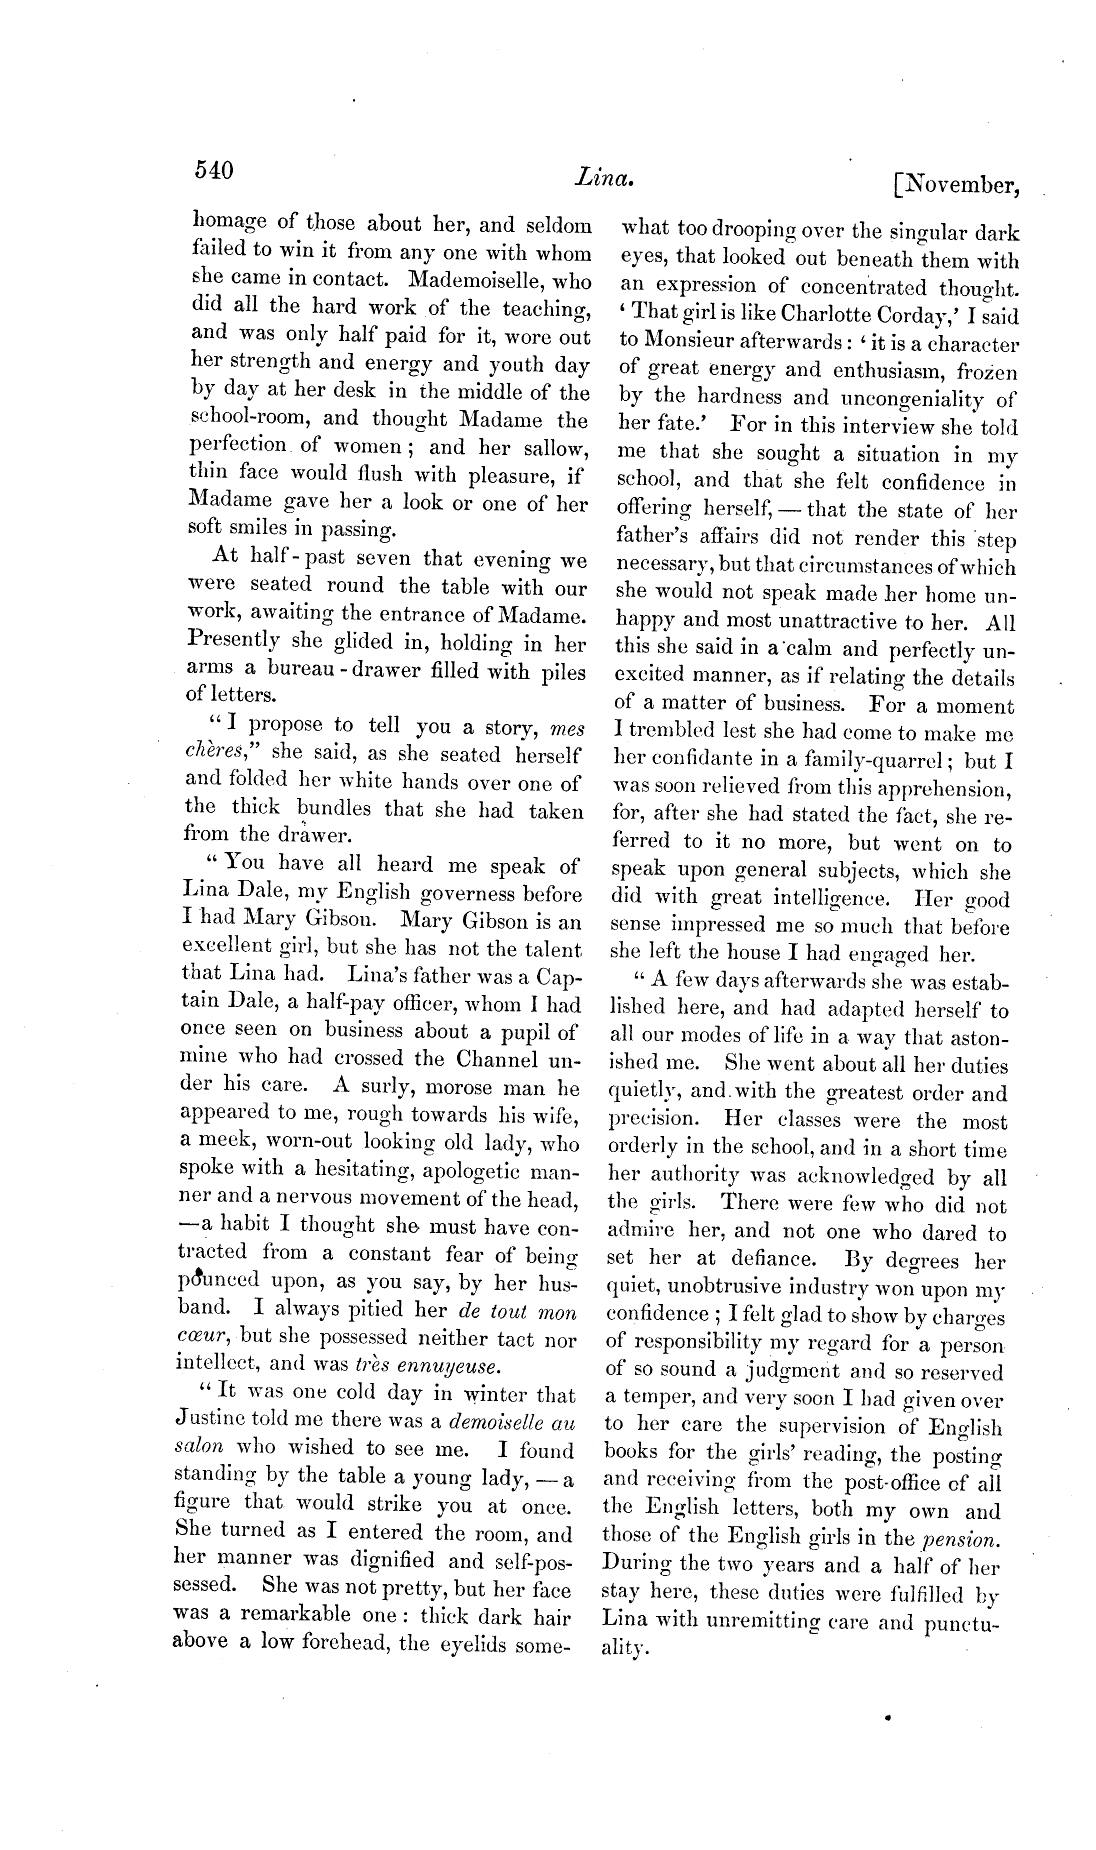 540 Lina. [November,
homage of those about her, and seldom
failed to win it from any one with whom
she came in contact. Mademoiselle, who
did all the hard work of the teaching,
and was only half paid for it, wore out
her strength and energy and youth day
by day at her desk in the middle of the
school-room, and thought Madame the
perfection of women; and her sallow,
thin face would flush with pleasure, if
Madame gave her a look or one of her
soft smiles in passing.
At half-past seven that evening we
were seated round the table with our
work, awaiting the entrance of Madame.
Presently she glided in, holding in her
arms a bureau-drawer filled with piles
of letters.
“I propose to tell you a story, mes
chères,” she said, as she seated herself
and folded her white hands over one of
the thick bundles that she had taken
from the drawer.
“You have all heard me speak of
Lina Dale, my English governess before
I had Mary Gibson. Mary Gibson is an
excellent girl, but she has not the talent
that Lina had. Lina’s father was a Cap-
tain Dale, a half-pay officer, whom I had
once seen on business about a pupil of
mine who had crossed the Channel un-
der his care. A surly, morose man he
appeared to me, rough towards his wife,
a meek, worn-out looking old lady, who
spoke with a hesitating, apologetic man-
ner and a nervous movement of the head,
—a habit I thought she must have con-
tracted from a constant fear of being
pounced upon, as you say, by her hus-
band. I always pitied her de tout mon
cœur, but she possessed neither tact nor
intellect, and was très ennuyeuse.
“It was one cold day in winter that
Justine told me there was a demoiselle au
salon who wished to see me. I found
standing by the table a young lady, — a
figure that would strike you at once.
She turned as I entered the room, and
her manner was dignified and self-pos-
sessed. She was not pretty, but her face
was a remarkable one: thick dark hair
above a low forehead, the eyelids some-
what too drooping over the singular dark
eyes, that looked out beneath them with
an expression of concentrated thought.
‘That girl is like Charlotte Corday,’ I said
to Monsieur afterwards: ‘it is a character
of great energy and enthusiasm, frozen
by the hardness and uncongeniality of
her fate.’ For in this interview she told
me that she sought a situation in my
school, and that she felt confidence in
offering herself, — that the state of her
father’s affairs did not render this step
necessary, but that circumstances of which
she would not speak made her home un-
happy and most unattractive to her. All
this she said in a calm and perfectly un-
excited manner, as if relating the details
of a matter of business. For a moment
I trembled lest she had come to make me
her confidante in a family-quarrel; but I
was soon relieved from this apprehension,
for, after she had stated the fact, she re-
ferred to it no more, but went on to
speak upon general subjects, which she
did with great intelligence. Her good
sense impressed me so much that before
she left the house I had engaged her.
“A few days afterwards she was estab-
lished here, and had adapted herself to
all our modes of life in a way that aston-
ished me. She went about all her duties
quietly, and with the greatest order and
precision. Her classes were the most
orderly in the school, and in a short time
her authority was acknowledged by all
the girls. There were few who did not
admire her, and not one who dared to
set her at defiance. By degrees her
quiet, unobtrusive industry won upon my
confidence; I felt glad to show by charges
of responsibility my regard for a person
of so sound a judgment and so reserved
a temper, and very soon I had given over
to her care the supervision of English
books for the girls’ reading, the posting
and receiving from the post-office of all
the English letters, both my own and
those of the English girls in the pension.
During the two years and a half of her
stay here, these duties were fulfilled by
Lina with unremitting care and punctu-
ality.